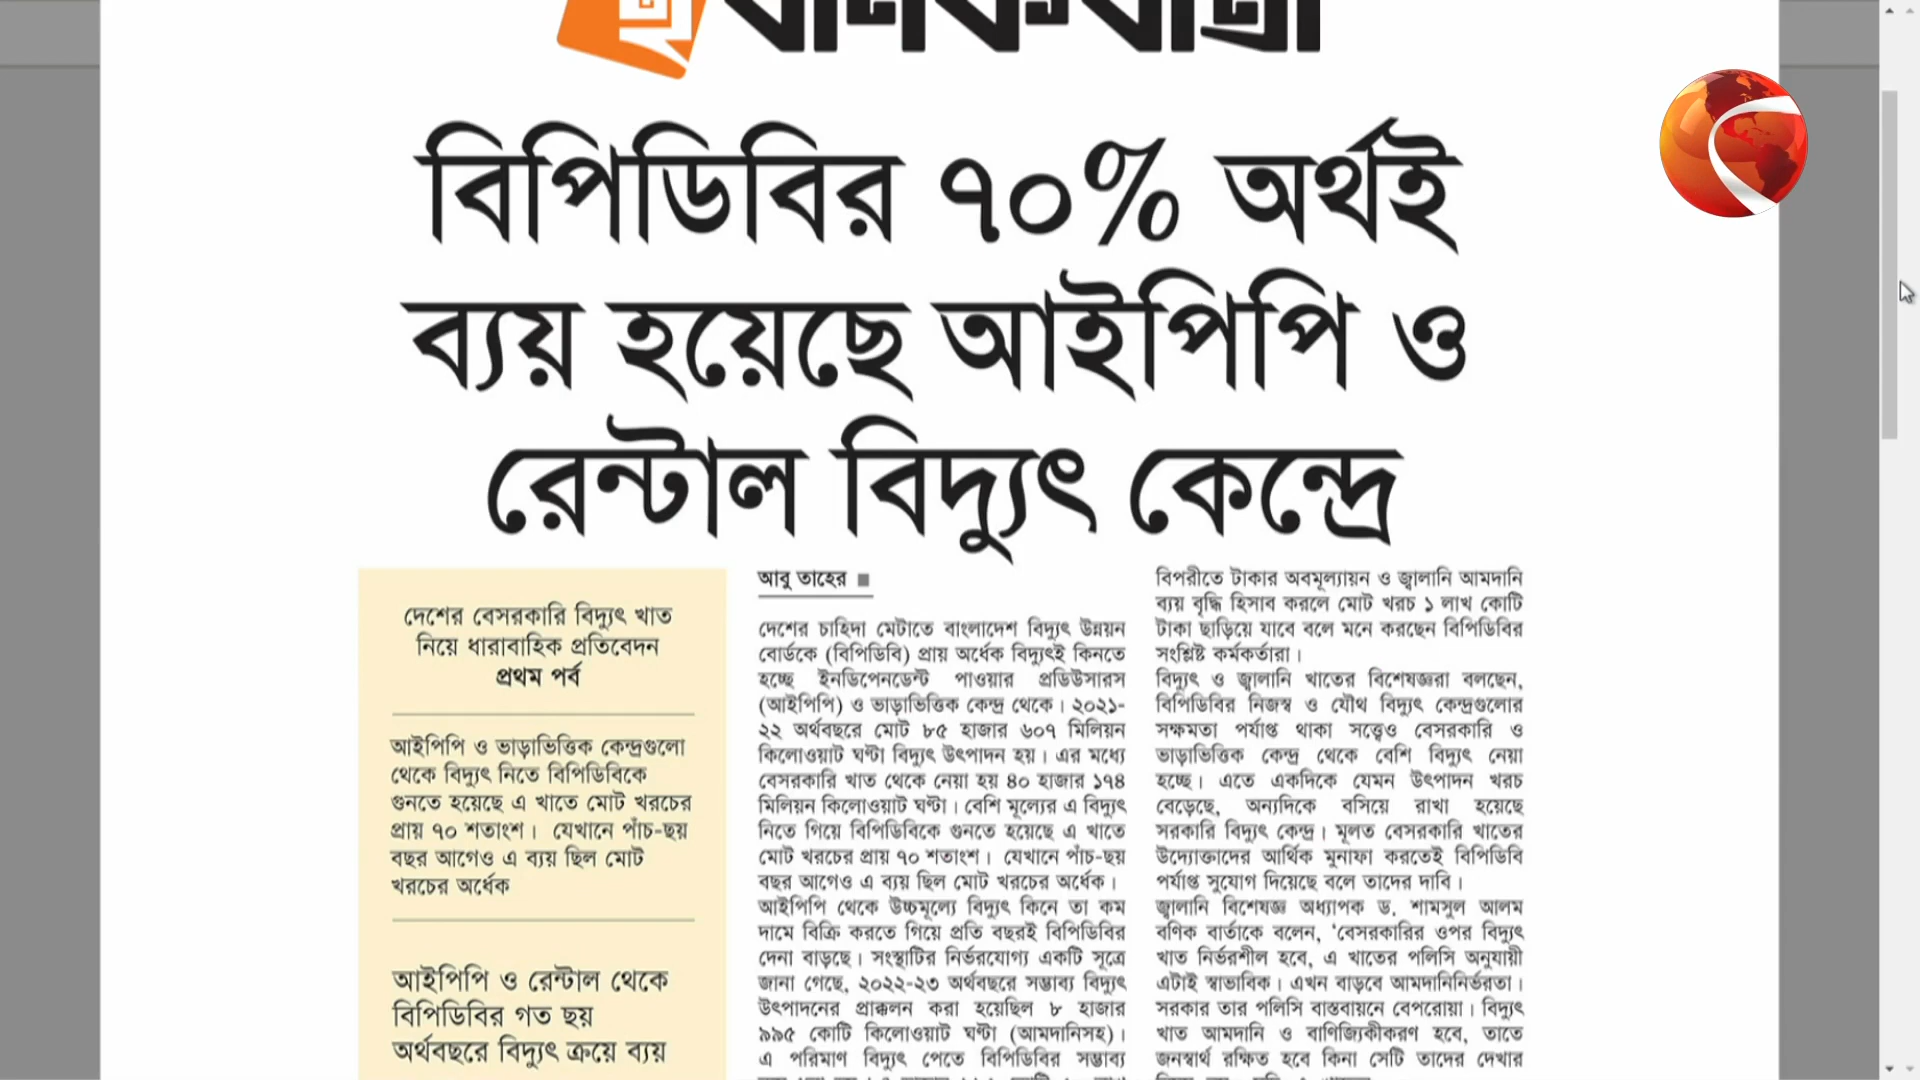 বিপিডিবির ৭০% অর্থই
ব্যয় হয়েছে আইপিপি ও
রেন্টাল বিদ্যুৎ কেন্দ্রে
দেশের বেসরকারি বিদ্যুৎ খাত
নিয়ে ধারাবাহিক প্রতিবেদন
প্রথম পর্ব
আইপিপি ও ভাড়াভিত্তিক কেন্দ্রগুলো
থেকে বিদ্যুৎ নিতে বিপিডিবিকে
গুনতে হয়েছে এ খাতে মোট খরচের
প্রায় ৭০ শতাংশ। যেখানে পাঁচ-ছয়
বছর আগেও এ ব্যয় ছিল মোট
খরচের অর্ধেক
আইপিপি ও রেন্টাল থেকে
বিপিডিবির গত ছয়
অর্থবছরে বিদ্যুৎ ক্রয়ে ব্যয়
আবু তাহের
দেশের চাহিদা মেটাতে বাংলাদেশ বিদ্যুৎ উন্নয়ন
বোর্ডকে (বিপিডিবি) প্রায় অর্ধেক বিদ্যুৎই কিনতে
হচ্ছে ইনডিপেনডেন্ট পাওয়ার প্রডিউসারস
(আইপিপি) ও ভাড়াভিত্তিক কেন্দ্র থেকে। ২০২১-
২২ অর্থবছরে মোট ৮৫ হাজার ৬০৭ মিলিয়ন
কিলোওয়াট ঘণ্টা বিদ্যুৎ উৎপাদন হয়। এর মধ্যে
বেসরকারি খাত থেকে নেয়া হয় ৪০ হাজার ১৭৪
মিলিয়ন কিলোওয়াট ঘণ্টা। বেশি মূল্যের এ বিদ্যুৎ
নিতে গিয়ে বিপিডিবিকে গুনতে হয়েছে এ খাতে
মোট খরচের প্রায় ৭০ শতাংশ। যেখানে পাঁচ-ছয়
বছর আগেও এ ব্যয় ছিল মোট খরচের অর্ধেক।
আইপিপি থেকে উচ্চমূল্যে বিদ্যুৎ কিনে তা কম
দামে বিক্রি করতে গিয়ে প্রতি বছরই বিপিডিবির
দেনা বাড়ছে। সংস্থাটির নির্ভরযোগ্য একটি সূত্রে
জানা গেছে, ২০২২-২৩ অর্থবছরে সম্ভাব্য বিদ্যুৎ
উৎপাদনের প্রাক্কলন করা হয়েছিল ৮ হাজার
৯৯৫ কোটি কিলোওয়াট ঘণ্টা (আমদানিসহ)।
এ পরিমাণ বিদ্যুৎ পেতে বিপিডিবির সম্ভাব্য
বিপরীতে টাকার অবমূল্যায়ন ও জ্বালানি আমদানি
ব্যয় বৃদ্ধি হিসাব করলে মোট খরচ ১ লাখ কোটি
টাকা ছাড়িয়ে যাবে বলে মনে করছেন বিপিডিবির
সংশ্লিষ্ট কর্মকর্তারা।
বিদ্যুৎ ও জ্বালানি খাতের বিশেষজ্ঞরা বলছেন,
বিপিডিবির নিজস্ব ও যৌথ বিদ্যুৎ কেন্দ্রগুলোর
সক্ষমতা পর্যাপ্ত থাকা সত্ত্বেও বেসরকারি ও
ভাড়াভিত্তিক কেন্দ্র থেকে বেশি বিদ্যুৎ নেয়া
হচ্ছে। এতে একদিকে যেমন উৎপাদন খরচ
বেড়েছে, অন্যদিকে বসিয়ে রাখা হয়েছে
সরকারি বিদ্যুৎ কেন্দ্র। মূলত বেসরকারি খাতের
উদ্যোক্তাদের আর্থিক মুনাফা করতেই বিপিডিবি
পর্যাপ্ত সুযোগ দিয়েছে বলে তাদের দাবি।
জ্বালানি বিশেষজ্ঞ অধ্যাপক ড. শামসুল আলম
বণিক বার্তাকে বলেন, ‘বেসরকারির ওপর বিদ্যুৎ
খাত নির্ভরশীল হবে, এ খাতের পলিসি অনুযায়ী
এটাই স্বাভাবিক। এখন বাড়বে আমদানিনির্ভরতা।
সরকার তার পলিসি বাস্তবায়নে বেপরোয়া। বিদ্যুৎ
খাত আমদানি ও বাণিজ্যিকীকরণ হবে, তাতে
জনস্বার্থ রক্ষিত হবে কিনা সেটি তাদের দেখার